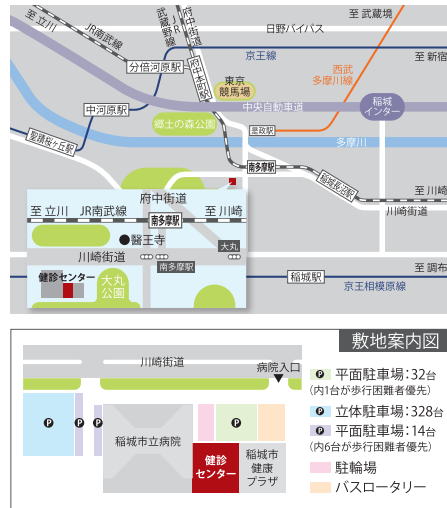 至 立川
JR南武線
武蔵野線
JR
府中街道
至 武蔵境
日野バイパス
京王線
至 新宿
分倍河原駅
府中本町駅
東京
競馬場
西武
多摩川線
中河原駅
中央自動車道
稲城
インター
郷土の森公園
是政駅
多摩川
聖蹟桜ヶ丘駅
南多摩駅
稲城長沼駅
至 川崎
川崎街道
府中街道
至 立川 JR南武線 南多摩駅 至 川崎
醫王寺
大丸
川崎街道
南多摩駅
健診センター
大丸
公園
稲城駅
至 調布
京王相模原線
敷地案内図
川崎街道
病院入口
P
P
P
P
稲城市立病院
健診
センター
稲城市
健康
プラザ
P 平面駐車場:32台
(内1台が歩行困難者優先)
P 立体駐車場:328台
P 平面駐車場:14台
(内6台が歩行困難者優先)
駐輪場
バスロータリー